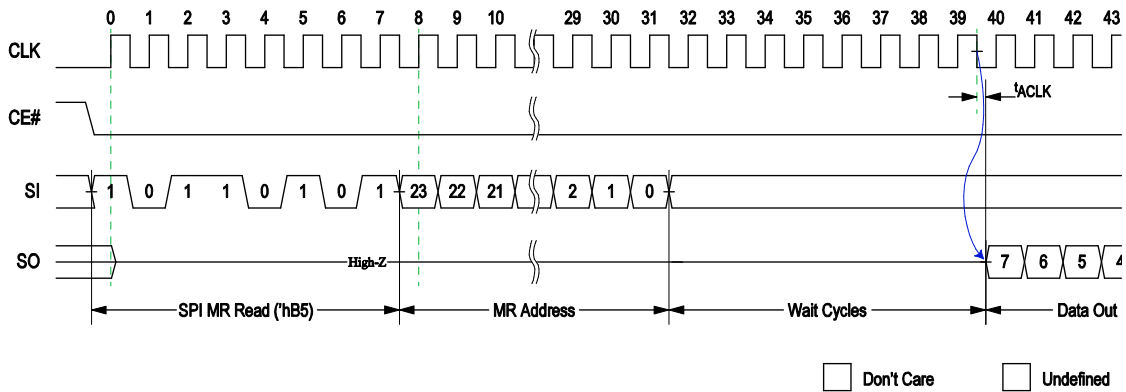 0 1 2 3 4 5 6 7 8 9 10 29 30 31 32 33 34 35 36 37 38 39 40 41 42 43
CLK
tACLK
CE#
SI 1 0 1 1 0 1 0 1 23 22 21 2 1 0
SO High-Z 7 6 5 4
SPI MR Read ('hB5) MR Address Wait Cycles Data Out
Don't Care Undefined